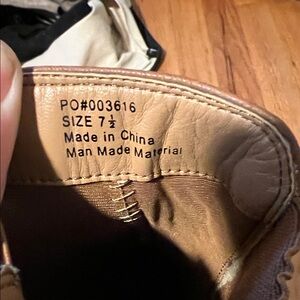 PO#003616
SIZE 7½
Made in China
Man Made Material